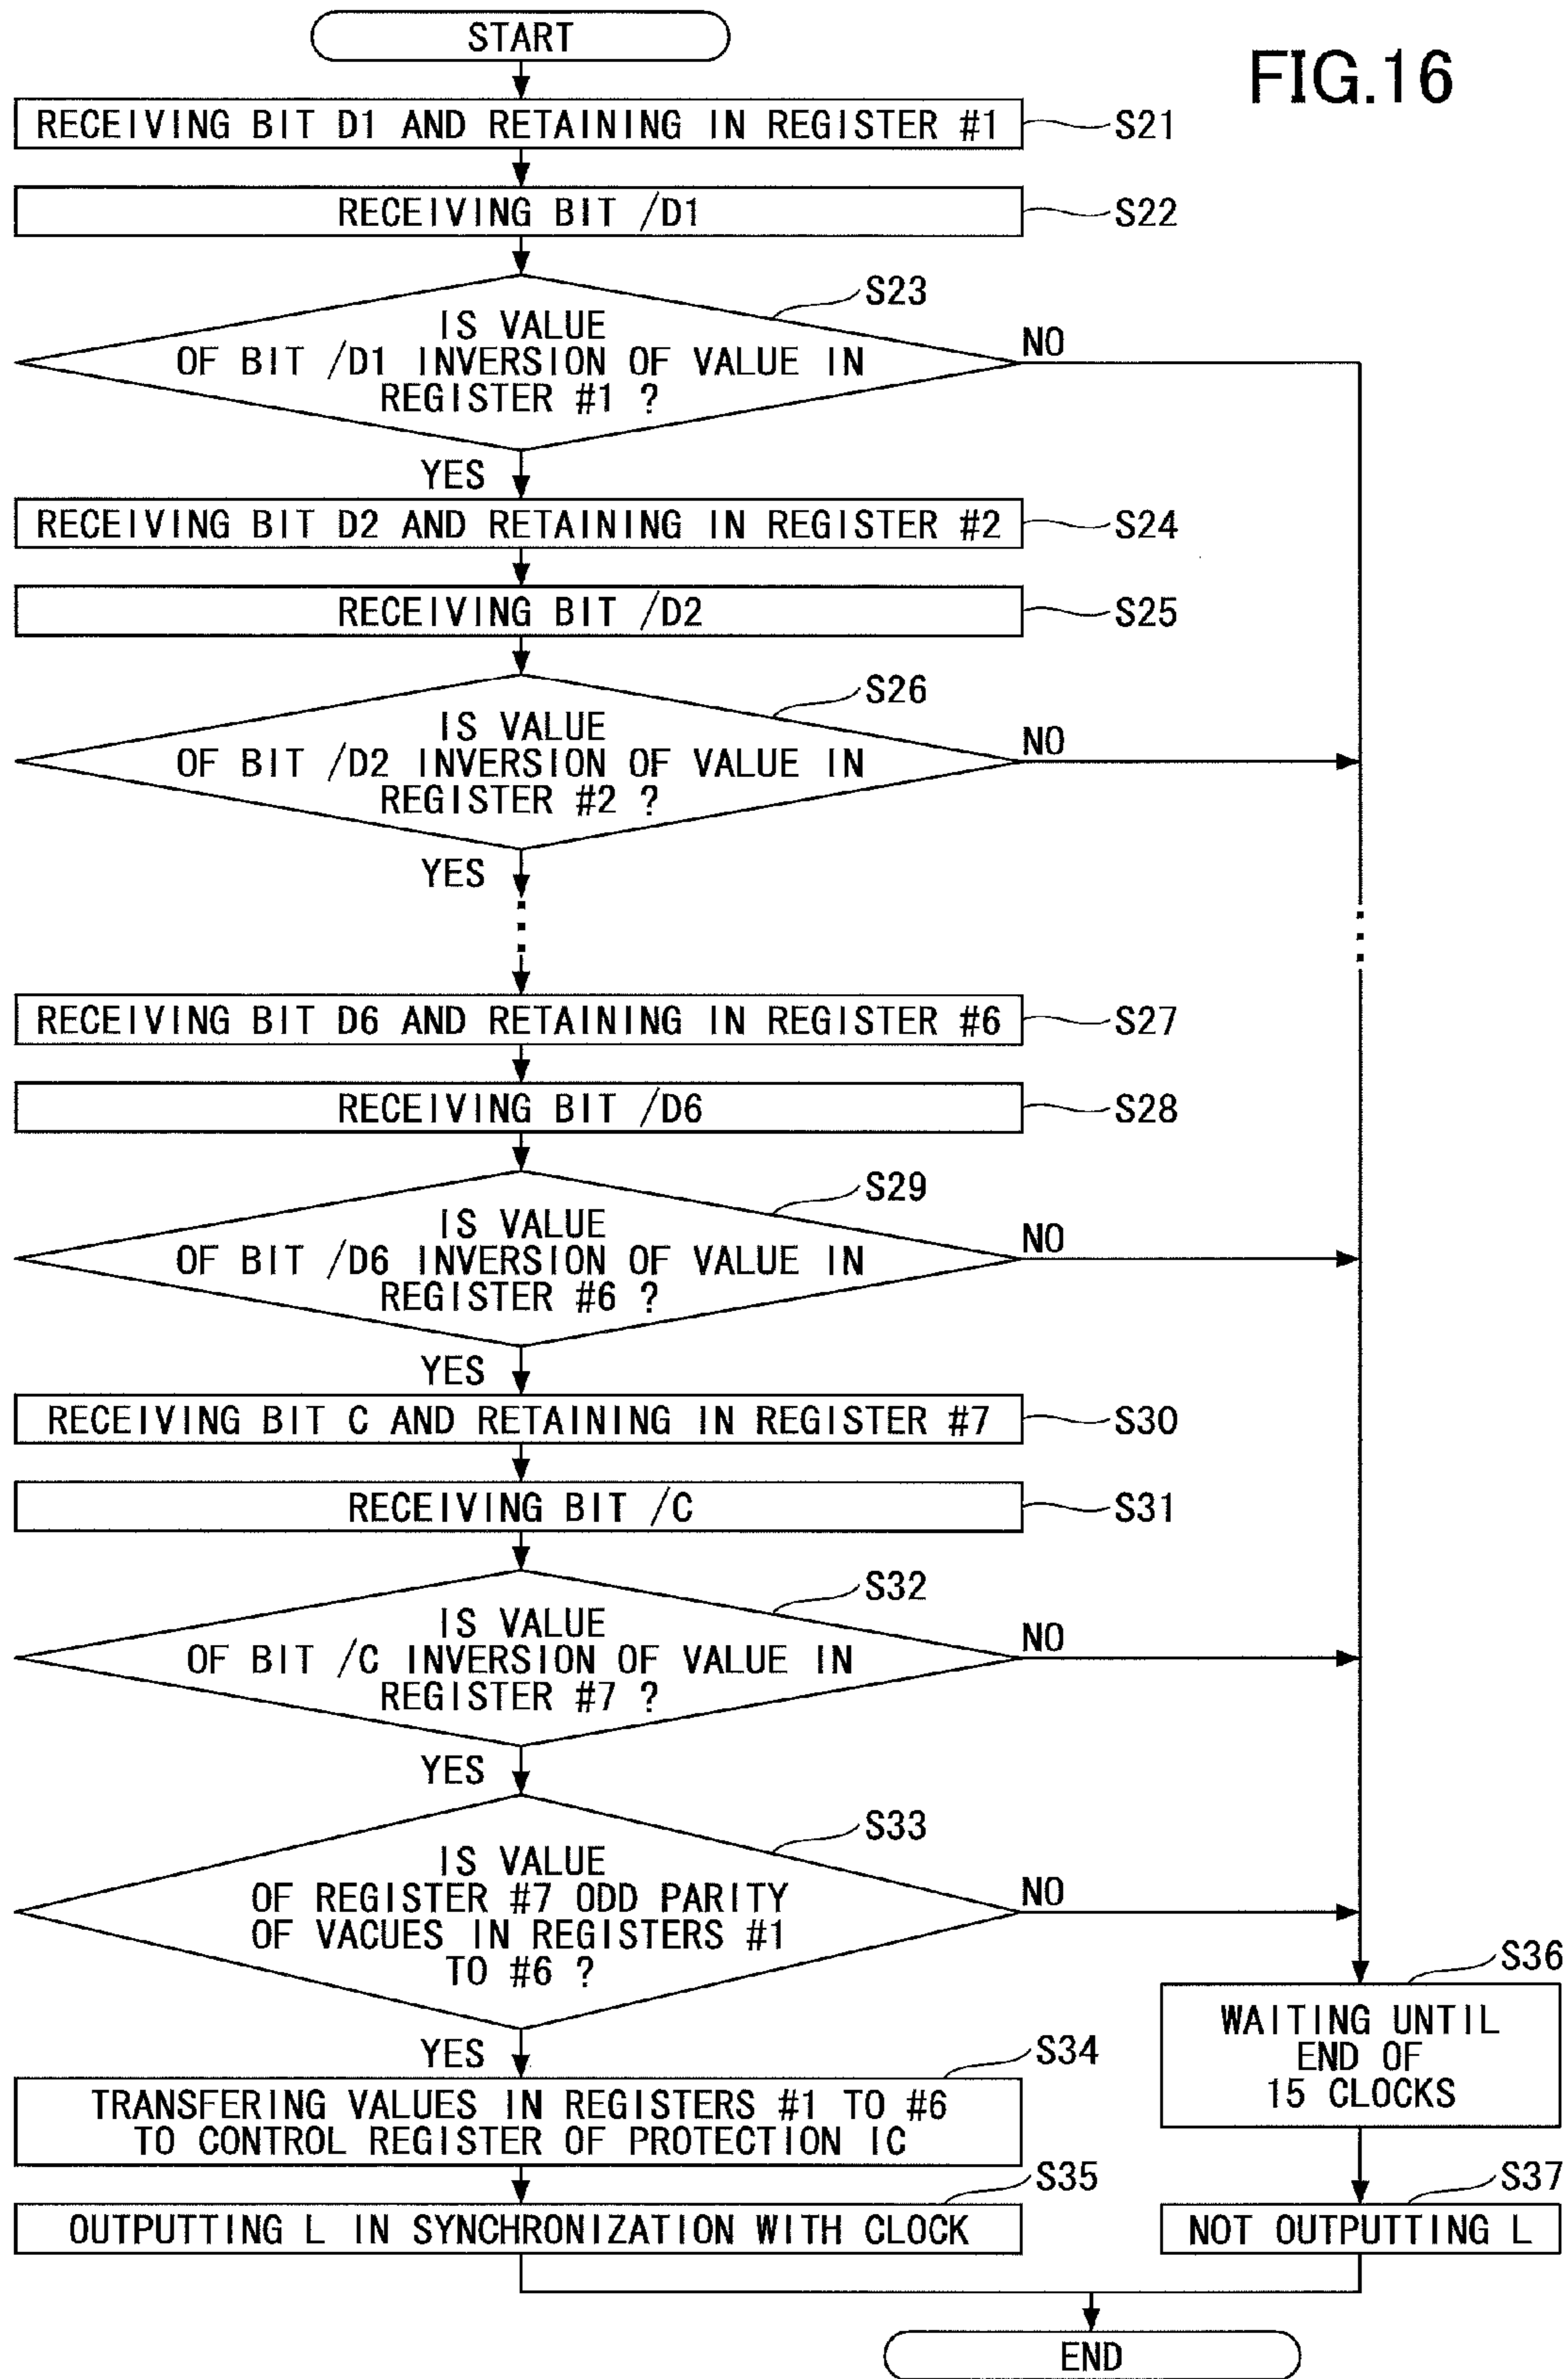 FIG.16
START
RECEIVING BIT D1 AND RETAINING IN REGISTER #1
S21
RECEIVING BIT /D1
S22
S23
IS VALUE
OF BIT /D1 INVERSION OF VALUE IN
REGISTER #1 ?
NO
YES
RECEIVING BIT D2 AND RETAINING IN REGISTER #2
S24
RECEIVING BIT /D2
S25
S26
IS VALUE
OF BIT /D2 INVERSION OF VALUE IN
REGISTER #2 ?
NO
YES
RECEIVING BIT D6 AND RETAINING IN REGISTER #6
S27
RECEIVING BIT /D6
S28
S29
IS VALUE
OF BIT /D6 INVERSION OF VALUE IN
REGISTER #6 ?
NO
YES
RECEIVING BIT C AND RETAINING IN REGISTER #7
S30
RECEIVING BIT /C
S31
S32
IS VALUE
OF BIT /C INVERSION OF VALUE IN
REGISTER #7 ?
NO
YES
S33
IS VALUE
OF REGISTER #7 ODD PARITY
OF VACUES IN REGISTERS #1
TO #6 ?
NO
YES
S34
TRANSFERING VALUES IN REGISTERS #1 TO #6
TO CONTROL REGISTER OF PROTECTION IC
S35
OUTPUTTING L IN SYNCHRONIZATION WITH CLOCK
S36
WAITING UNTIL
END OF
15 CLOCKS
S37
NOT OUTPUTTING L
END